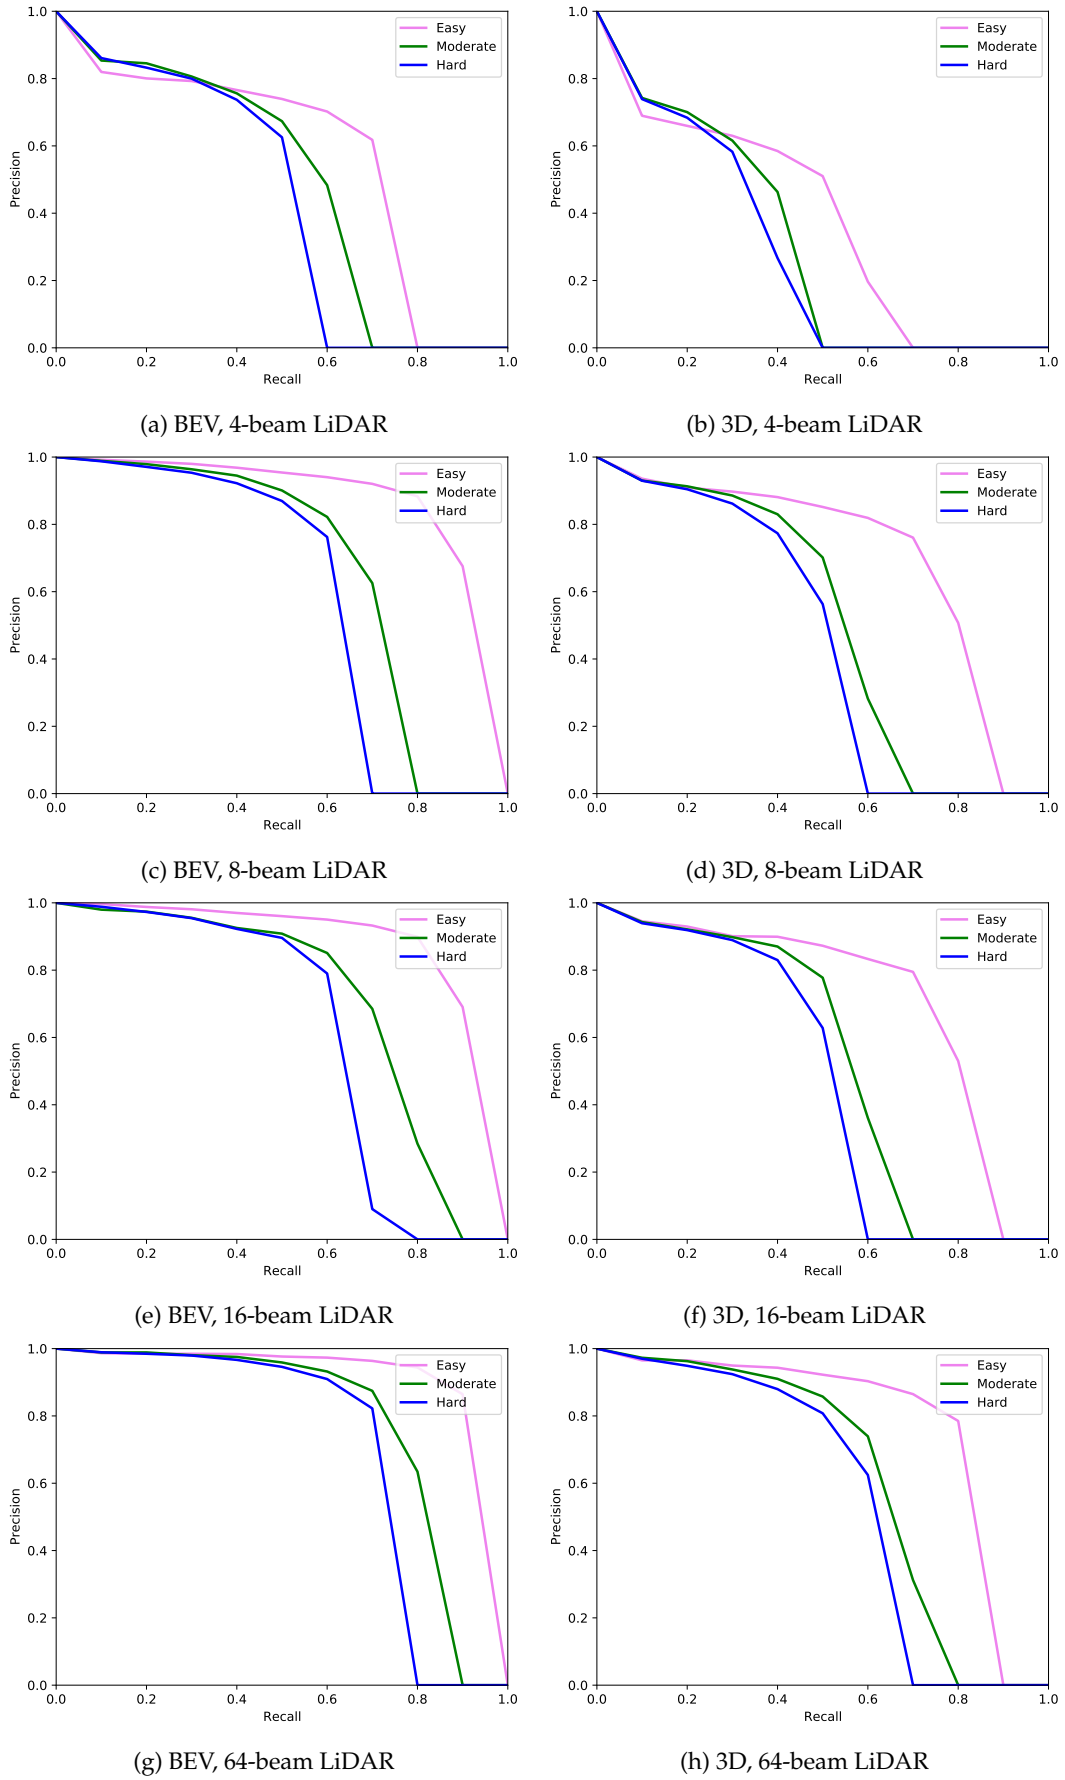 1.0
0.8
0.6
0.4
0.2
0.0
Precision
0.0 0.2 0.4 0.6 0.8 1.0
Recall
Easy
Moderate
Hard
(a) BEV, 4-beam LiDAR
1.0
0.8
0.6
0.4
0.2
0.0
Precision
0.0 0.2 0.4 0.6 0.8 1.0
Recall
Easy
Moderate
Hard
(b) 3D, 4-beam LiDAR
1.0
0.8
0.6
0.4
0.2
0.0
Precision
0.0 0.2 0.4 0.6 0.8 1.0
Recall
Easy
Moderate
Hard
(c) BEV, 8-beam LiDAR
1.0
0.8
0.6
0.4
0.2
0.0
Precision
0.0 0.2 0.4 0.6 0.8 1.0
Recall
Easy
Moderate
Hard
(d) 3D, 8-beam LiDAR
1.0
0.8
0.6
0.4
0.2
0.0
Precision
0.0 0.2 0.4 0.6 0.8 1.0
Recall
Easy
Moderate
Hard
(e) BEV, 16-beam LiDAR
1.0
0.8
0.6
0.4
0.2
0.0
Precision
0.0 0.2 0.4 0.6 0.8 1.0
Recall
Easy
Moderate
Hard
(f) 3D, 16-beam LiDAR
1.0
0.8
0.6
0.4
0.2
0.0
Precision
0.0 0.2 0.4 0.6 0.8 1.0
Recall
Easy
Moderate
Hard
(g) BEV, 64-beam LiDAR
1.0
0.8
0.6
0.4
0.2
0.0
Precision
0.0 0.2 0.4 0.6 0.8 1.0
Recall
Easy
Moderate
Hard
(h) 3D, 64-beam LiDAR